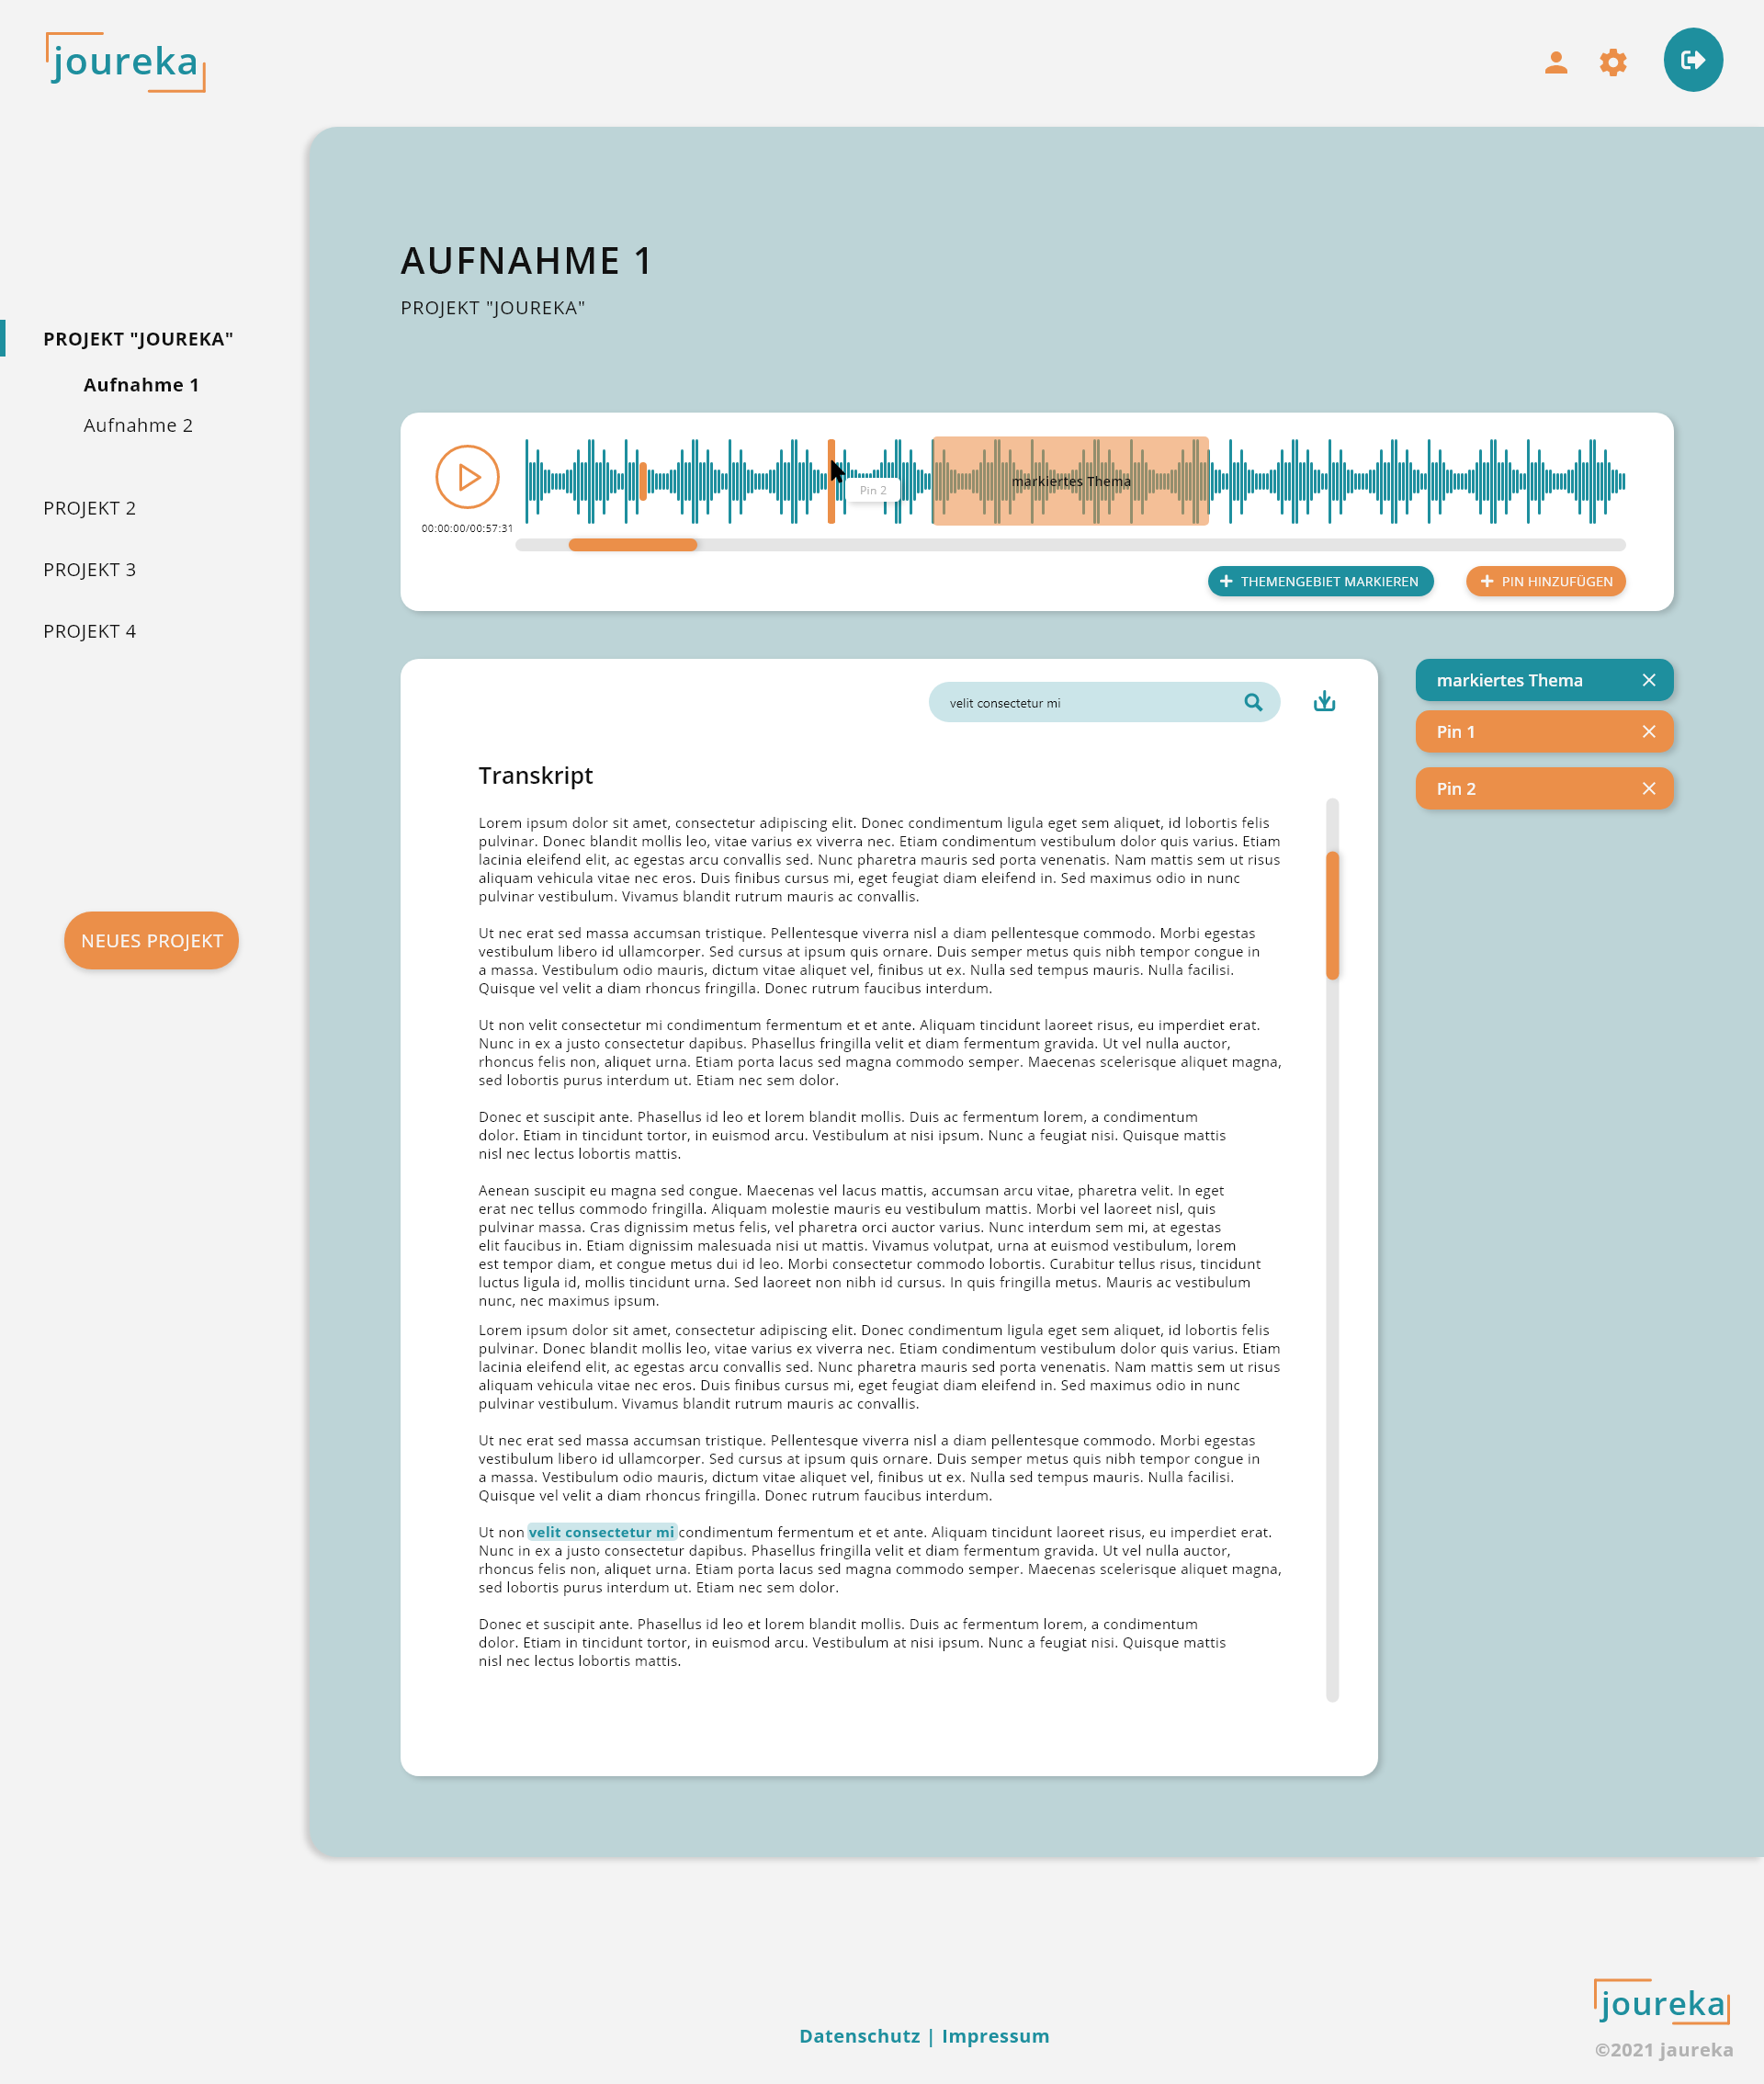 joureka
AUFNAHME 1
PROJEKT "JOUREKA"
PROJEKT "JOUREKA"
Aufnahme 1
Aufnahme 2
PROJEKT 2
PROJEKT 3
PROJEKT 4
NEUES PROJEKT
markiertes Thema
Pin 2
00:00:00/00:57:31
THEMENGEBIET MARKIEREN
PIN HINZUFÜGEN
velit consectetur mi
markiertes Thema
Pin 1
Pin 2
Transkript
Lorem ipsum dolor sit amet, consectetur adipiscing elit. Donec condimentum ligula eget sem aliquet, id lobortis felis
pulvinar. Donec blandit mollis leo, vitae varius ex viverra nec. Etiam condimentum vestibulum dolor quis varius. Etiam
lacinia eleifend elit, ac egestas arcu convallis sed. Nunc pharetra mauris sed porta venenatis. Nam mattis sem ut risus
aliquam vehicula vitae nec eros. Duis finibus cursus mi, eget feugiat diam eleifend in. Sed maximus odio in nunc
pulvinar vestibulum. Vivamus blandit rutrum mauris ac convallis.
Ut nec erat sed massa accumsan tristique. Pellentesque viverra nisl a diam pellentesque commodo. Morbi egestas
vestibulum libero id ullamcorper. Sed cursus at ipsum quis ornare. Duis semper metus quis nibh tempor congue in
a massa. Vestibulum odio mauris, dictum vitae aliquet vel, finibus ut ex. Nulla sed tempus mauris. Nulla facilisi.
Quisque vel velit a diam rhoncus fringilla. Donec rutrum faucibus interdum.
Ut non velit consectetur mi condimentum fermentum et et ante. Aliquam tincidunt laoreet risus, eu imperdiet erat.
Nunc in ex a justo consectetur dapibus. Phasellus fringilla velit et diam fermentum gravida. Ut vel nulla auctor,
rhoncus felis non, aliquet urna. Etiam porta lacus sed magna commodo semper. Maecenas scelerisque aliquet magna,
sed lobortis purus interdum ut. Etiam nec sem dolor.
Donec et suscipit ante. Phasellus id leo et lorem blandit mollis. Duis ac fermentum lorem, a condimentum
dolor. Etiam in tincidunt tortor, in euismod arcu. Vestibulum at nisi ipsum. Nunc a feugiat nisi. Quisque mattis
nisl nec lectus lobortis mattis.
Aenean suscipit eu magna sed congue. Maecenas vel lacus mattis, accumsan arcu vitae, pharetra velit. In eget
erat nec tellus commodo fringilla. Aliquam molestie mauris eu vestibulum mattis. Morbi vel laoreet nisl, quis
pulvinar massa. Cras dignissim metus felis, vel pharetra orci auctor varius. Nunc interdum sem mi, at egestas
elit faucibus in. Etiam dignissim malesuada nisi ut mattis. Vivamus volutpat, urna at euismod vestibulum, lorem
est tempor diam, et congue metus dui id leo. Morbi consectetur commodo lobortis. Curabitur tellus risus, tincidunt
luctus ligula id, mollis tincidunt urna. Sed laoreet non nibh id cursus. In quis fringilla metus. Mauris ac vestibulum
nunc, nec maximus ipsum.
Lorem ipsum dolor sit amet, consectetur adipiscing elit. Donec condimentum ligula eget sem aliquet, id lobortis felis
pulvinar. Donec blandit mollis leo, vitae varius ex viverra nec. Etiam condimentum vestibulum dolor quis varius. Etiam
lacinia eleifend elit, ac egestas arcu convallis sed. Nunc pharetra mauris sed porta venenatis. Nam mattis sem ut risus
aliquam vehicula vitae nec eros. Duis finibus cursus mi, eget feugiat diam eleifend in. Sed maximus odio in nunc
pulvinar vestibulum. Vivamus blandit rutrum mauris ac convallis.
Ut nec erat sed massa accumsan tristique. Pellentesque viverra nisl a diam pellentesque commodo. Morbi egestas
vestibulum libero id ullamcorper. Sed cursus at ipsum quis ornare. Duis semper metus quis nibh tempor congue in
a massa. Vestibulum odio mauris, dictum vitae aliquet vel, finibus ut ex. Nulla sed tempus mauris. Nulla facilisi.
Quisque vel velit a diam rhoncus fringilla. Donec rutrum faucibus interdum.
Ut non velit consectetur mi condimentum fermentum et et ante. Aliquam tincidunt laoreet risus, eu imperdiet erat.
Nunc in ex a justo consectetur dapibus. Phasellus fringilla velit et diam fermentum gravida. Ut vel nulla auctor,
rhoncus felis non, aliquet urna. Etiam porta lacus sed magna commodo semper. Maecenas scelerisque aliquet magna,
sed lobortis purus interdum ut. Etiam nec sem dolor.
Donec et suscipit ante. Phasellus id leo et lorem blandit mollis. Duis ac fermentum lorem, a condimentum
dolor. Etiam in tincidunt tortor, in euismod arcu. Vestibulum at nisi ipsum. Nunc a feugiat nisi. Quisque mattis
nisl nec lectus lobortis mattis.
Datenschutz | Impressum
joureka
©2021 jaureka